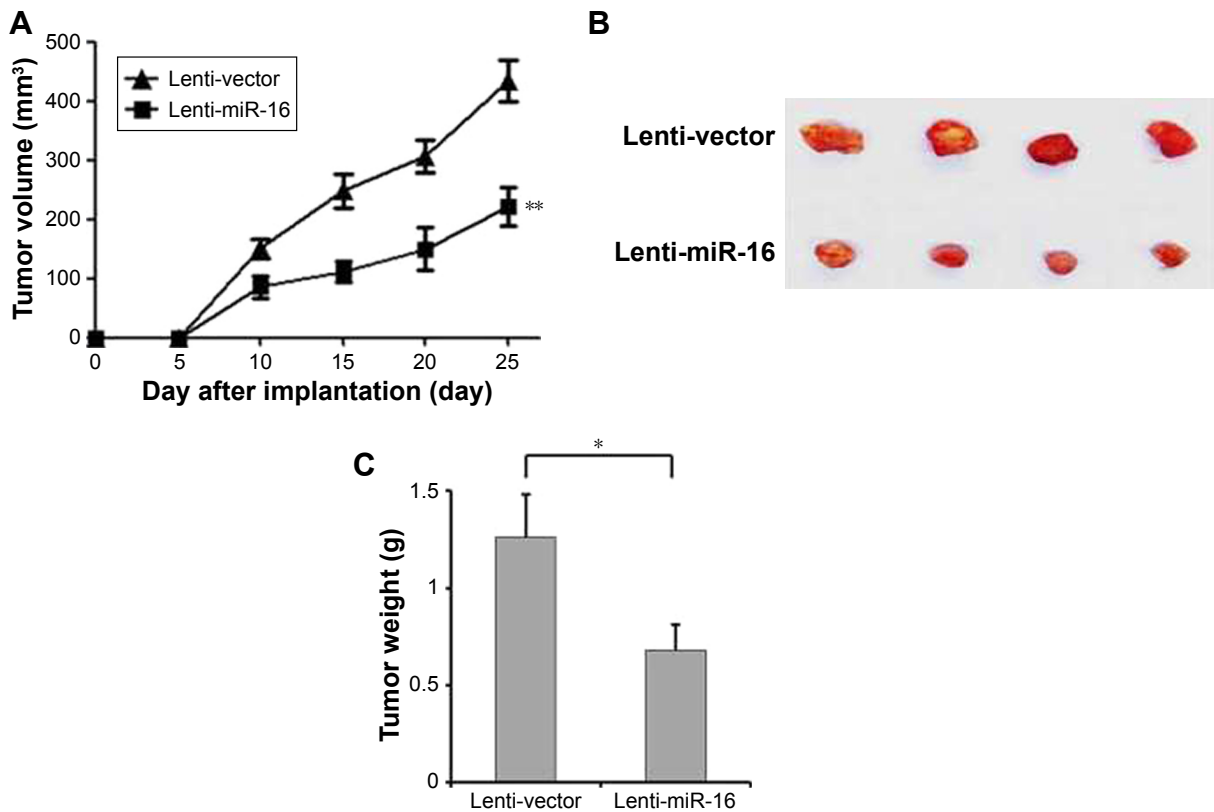 A
Tumor volume (mm³)
500
400
300
200
100
0
Lenti-vector
Lenti-miR-16
**
0 5 10 15 20 25
Day after implantation (day)
B
Lenti-vector
Lenti-miR-16
C
*
Tumor weight (g)
1.5
1
0.5
0
Lenti-vector Lenti-miR-16